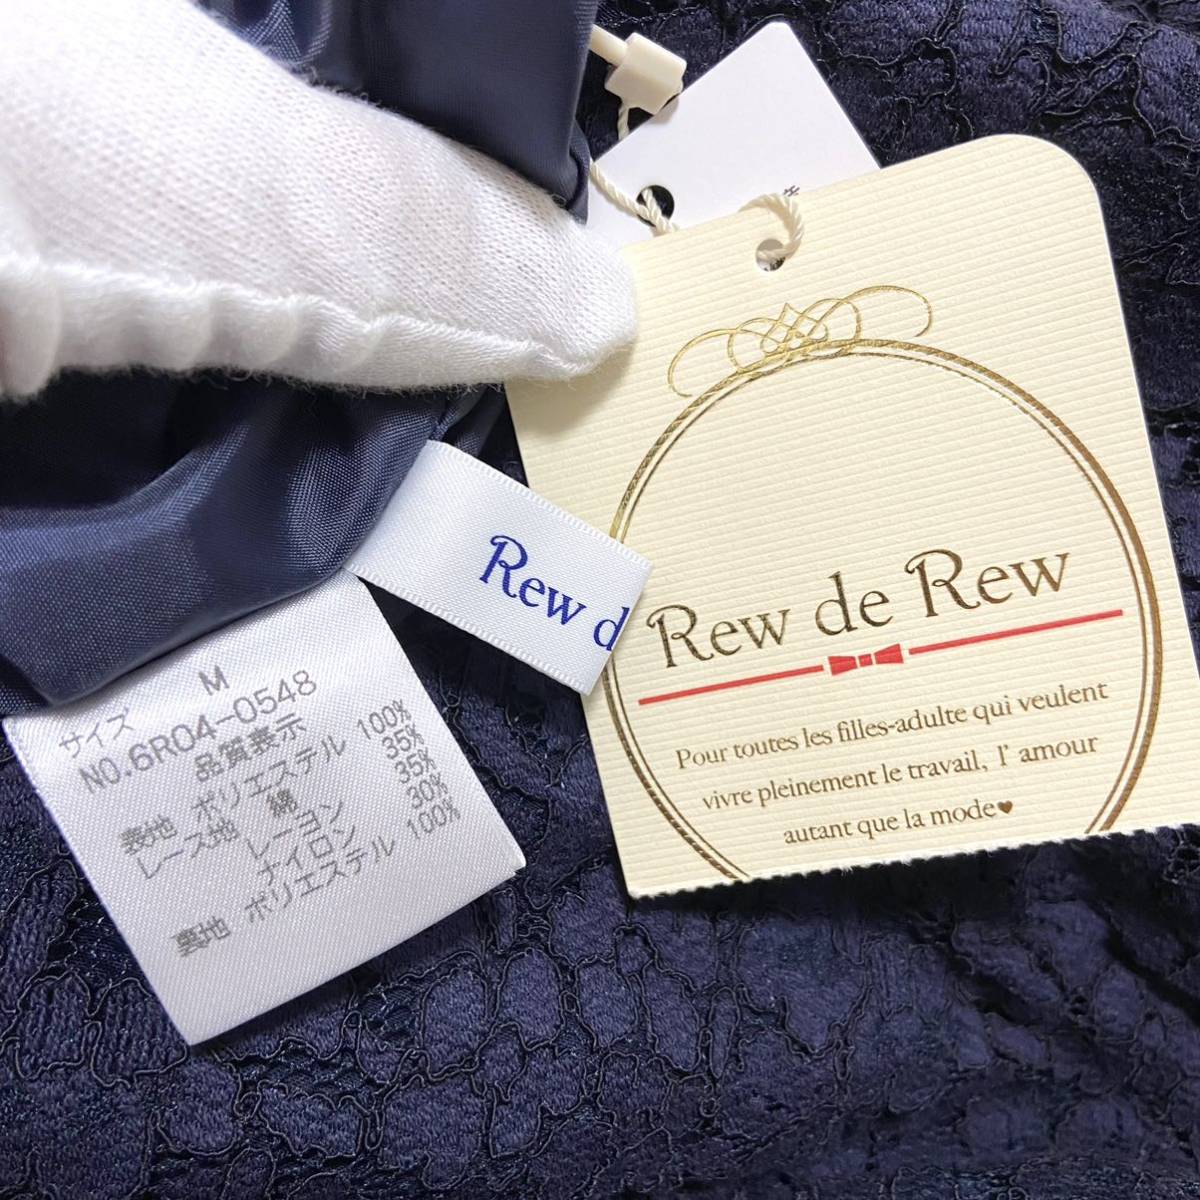 Rew d
Rew de Rew
Pour toutes les filles-adulte qui veulent
vivre pleinement le travail, l' amour
autant que la mode♥
サイズ M
NO.6R04-0548
品質表示
表地 ポリエステル 100%
レース地 綿 35%
レーヨン 35%
ナイロン 30%
裏地 ポリエステル 100%